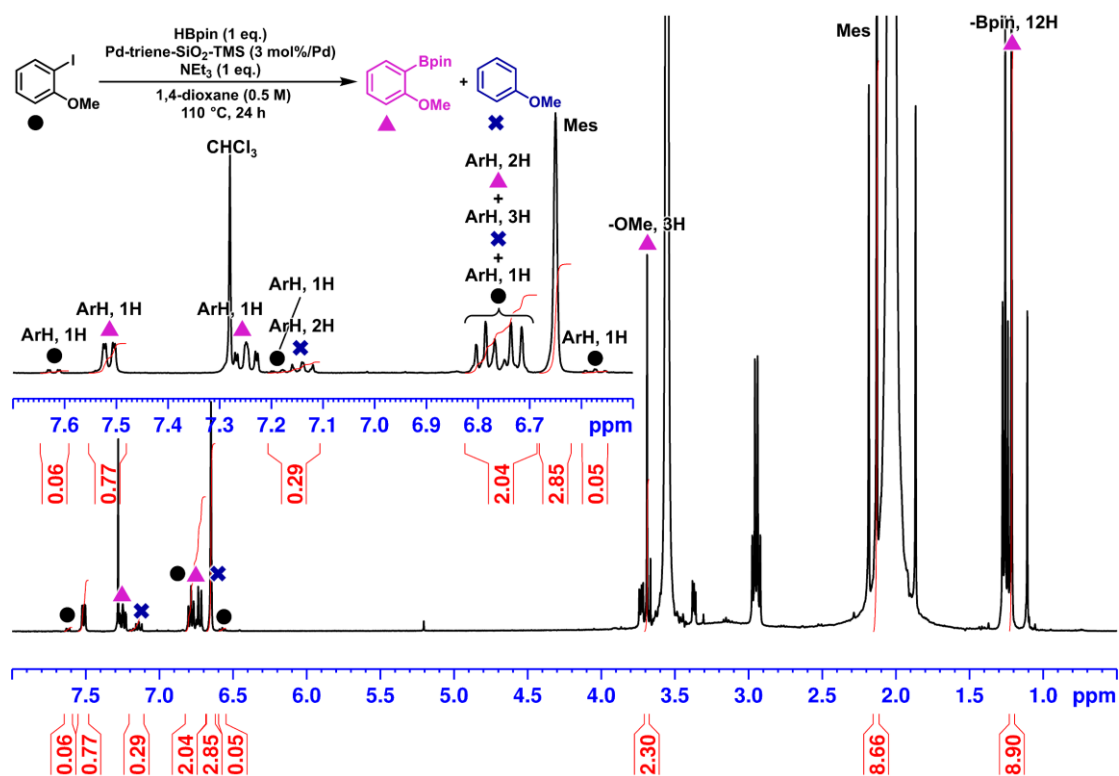 HBpin (1 eq.)
Pd-triene-SiO₂-TMS (3 mol%/Pd)
NEt₃ (1 eq.)
1,4-dioxane (0.5 M)
110 °C, 24 h
I
OMe
Bpin
OMe
+
OMe
CHCl₃
Mes
ArH, 2H
+
ArH, 3H
+
ArH, 1H
ArH, 1H
ArH, 1H
ArH, 1H
ArH, 1H
ArH, 2H
ArH, 1H
-OMe, 3H
Mes
-Bpin, 12H
7.6 7.5 7.4 7.3 7.2 7.1 7.0 6.9 6.8 6.7 ppm
0.06 0.77 0.29 2.04 2.85 0.05
7.5 7.0 6.5 6.0 5.5 5.0 4.5 4.0 3.5 3.0 2.5 2.0 1.5 1.0 ppm
0.06 0.77 0.29 2.04 2.85 0.05 2.30 8.66 8.90